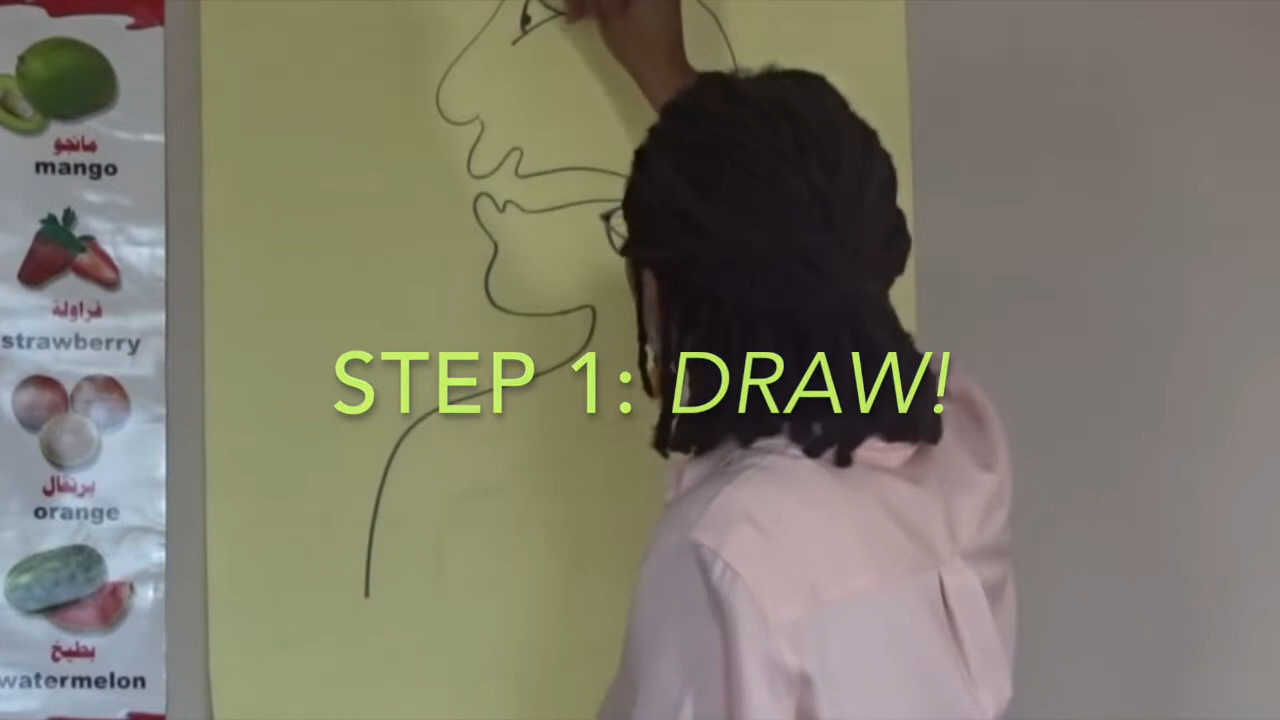 مانجو
mango
فراولة
strawberry
برتقال
orange
بطيخ
watermelon
STEP 1: DRAW!